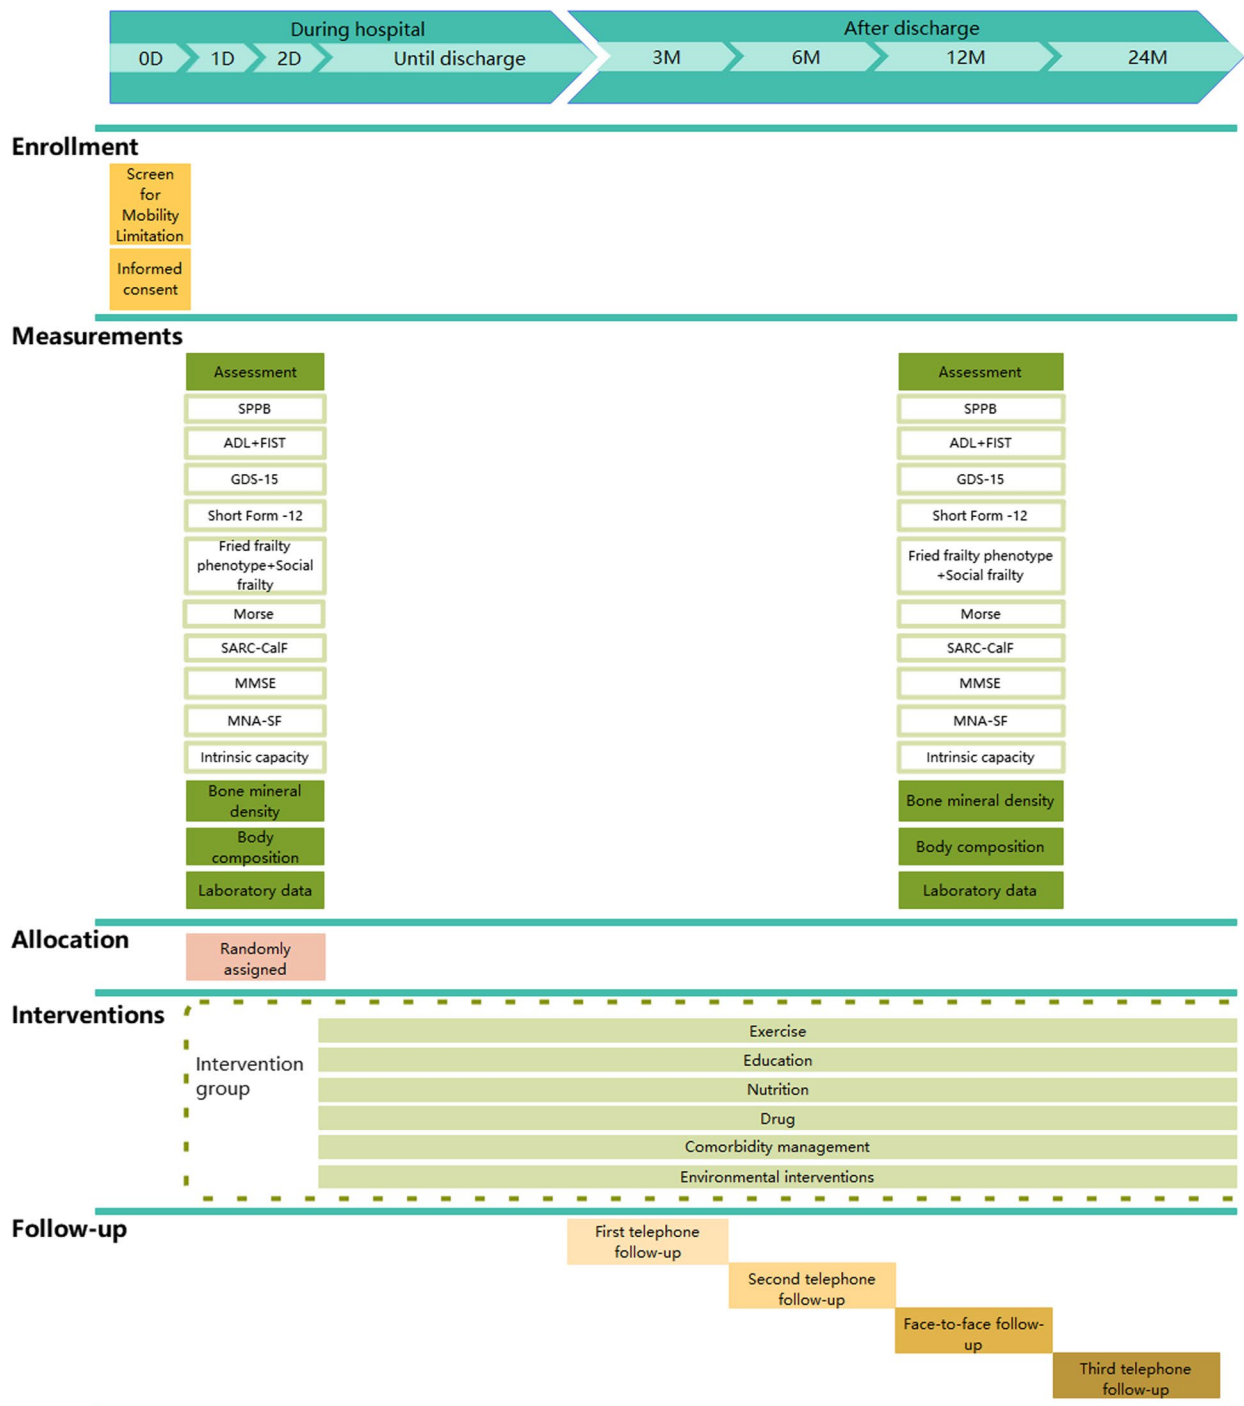 During hospital
After discharge
0D
1D
2D
Until discharge
3M
6M
12M
24M
Enrollment
Screen
for
Mobility
Limitation
Informed
consent
Measurements
Assessment
SPPB
ADL+FIST
GDS-15
Short Form -12
Fried frailty
phenotype+Social
frailty
Morse
SARC-CalF
MMSE
MNA-SF
Intrinsic capacity
Bone mineral
density
Body
composition
Laboratory data
Assessment
SPPB
ADL+FIST
GDS-15
Short Form -12
Fried frailty phenotype
+Social frailty
Morse
SARC-CalF
MMSE
MNA-SF
Intrinsic capacity
Bone mineral density
Body composition
Laboratory data
Allocation
Randomly
assigned
Interventions
Intervention
group
Exercise
Education
Nutrition
Drug
Comorbidity management
Environmental interventions
Follow-up
First telephone
follow-up
Second telephone
follow-up
Face-to-face follow-
up
Third telephone
follow-up